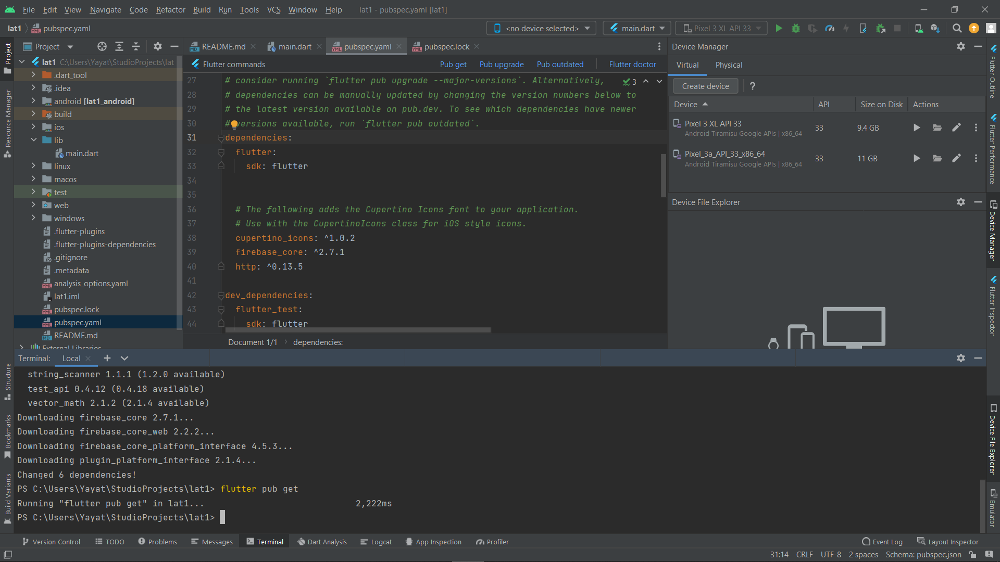 File Edit View Navigate Code Refactor Build Run Tools VCS Window Help lat1 - pubspec.yaml [lat1]
lat1 pubspec.yaml <no device selected> main.dart Pixel 3 XL API 33
Project
Resource Manager
Structure
Bookmarks
Build Variants
Project
lat1 C:\Users\Yayat\StudioProjects\lat
.dart_tool
.idea
android [lat1_android]
build
ios
lib
main.dart
linux
macos
test
web
windows
.flutter-plugins
.flutter-plugins-dependencies
.gitignore
.metadata
analysis_options.yaml
lat1.iml
pubspec.lock
pubspec.yaml
README.md
External Libraries
README.md main.dart pubspec.yaml pubspec.lock
Flutter commands Pub get Pub upgrade Pub outdated Flutter doctor
3
27 # consider running `flutter pub upgrade --major-versions`. Alternatively,
28 # dependencies can be manually updated by changing the version numbers below to
29 # the latest version available on pub.dev. To see which dependencies have newer
30 # versions available, run `flutter pub outdated`.
31 dependencies:
32 flutter:
33 sdk: flutter
34
35
36 # The following adds the Cupertino Icons font to your application.
37 # Use with the CupertinoIcons class for iOS style icons.
38 cupertino_icons: ^1.0.2
39 firebase_core: ^2.7.1
40 http: ^0.13.5
41
42 dev_dependencies:
43 flutter_test:
44 sdk: flutter
Document 1/1 dependencies:
Device Manager
Virtual Physical
Create device ?
Device API Size on Disk Actions
Pixel 3 XL API 33 33 9.4 GB
Android Tiramisu Google APIs | x86_64
Pixel_3a_API_33_x86_64 33 11 GB
Android Tiramisu Google APIs | x86_64
Device File Explorer
Flutter Outline
Flutter Performance
Device Manager
Flutter Inspector
Device File Explorer
Emulator
Terminal: Local
string_scanner 1.1.1 (1.2.0 available)
test_api 0.4.12 (0.4.18 available)
vector_math 2.1.2 (2.1.4 available)
Downloading firebase_core 2.7.1...
Downloading firebase_core_web 2.2.2...
Downloading firebase_core_platform_interface 4.5.3...
Downloading plugin_platform_interface 2.1.4...
Changed 6 dependencies!
PS C:\Users\Yayat\StudioProjects\lat1> flutter pub get
Running "flutter pub get" in lat1... 2,222ms
PS C:\Users\Yayat\StudioProjects\lat1>
Version Control TODO Problems Messages Terminal Dart Analysis Logcat App Inspection Profiler Event Log Layout Inspector
31:14 CRLF UTF-8 2 spaces Schema: pubspec.json